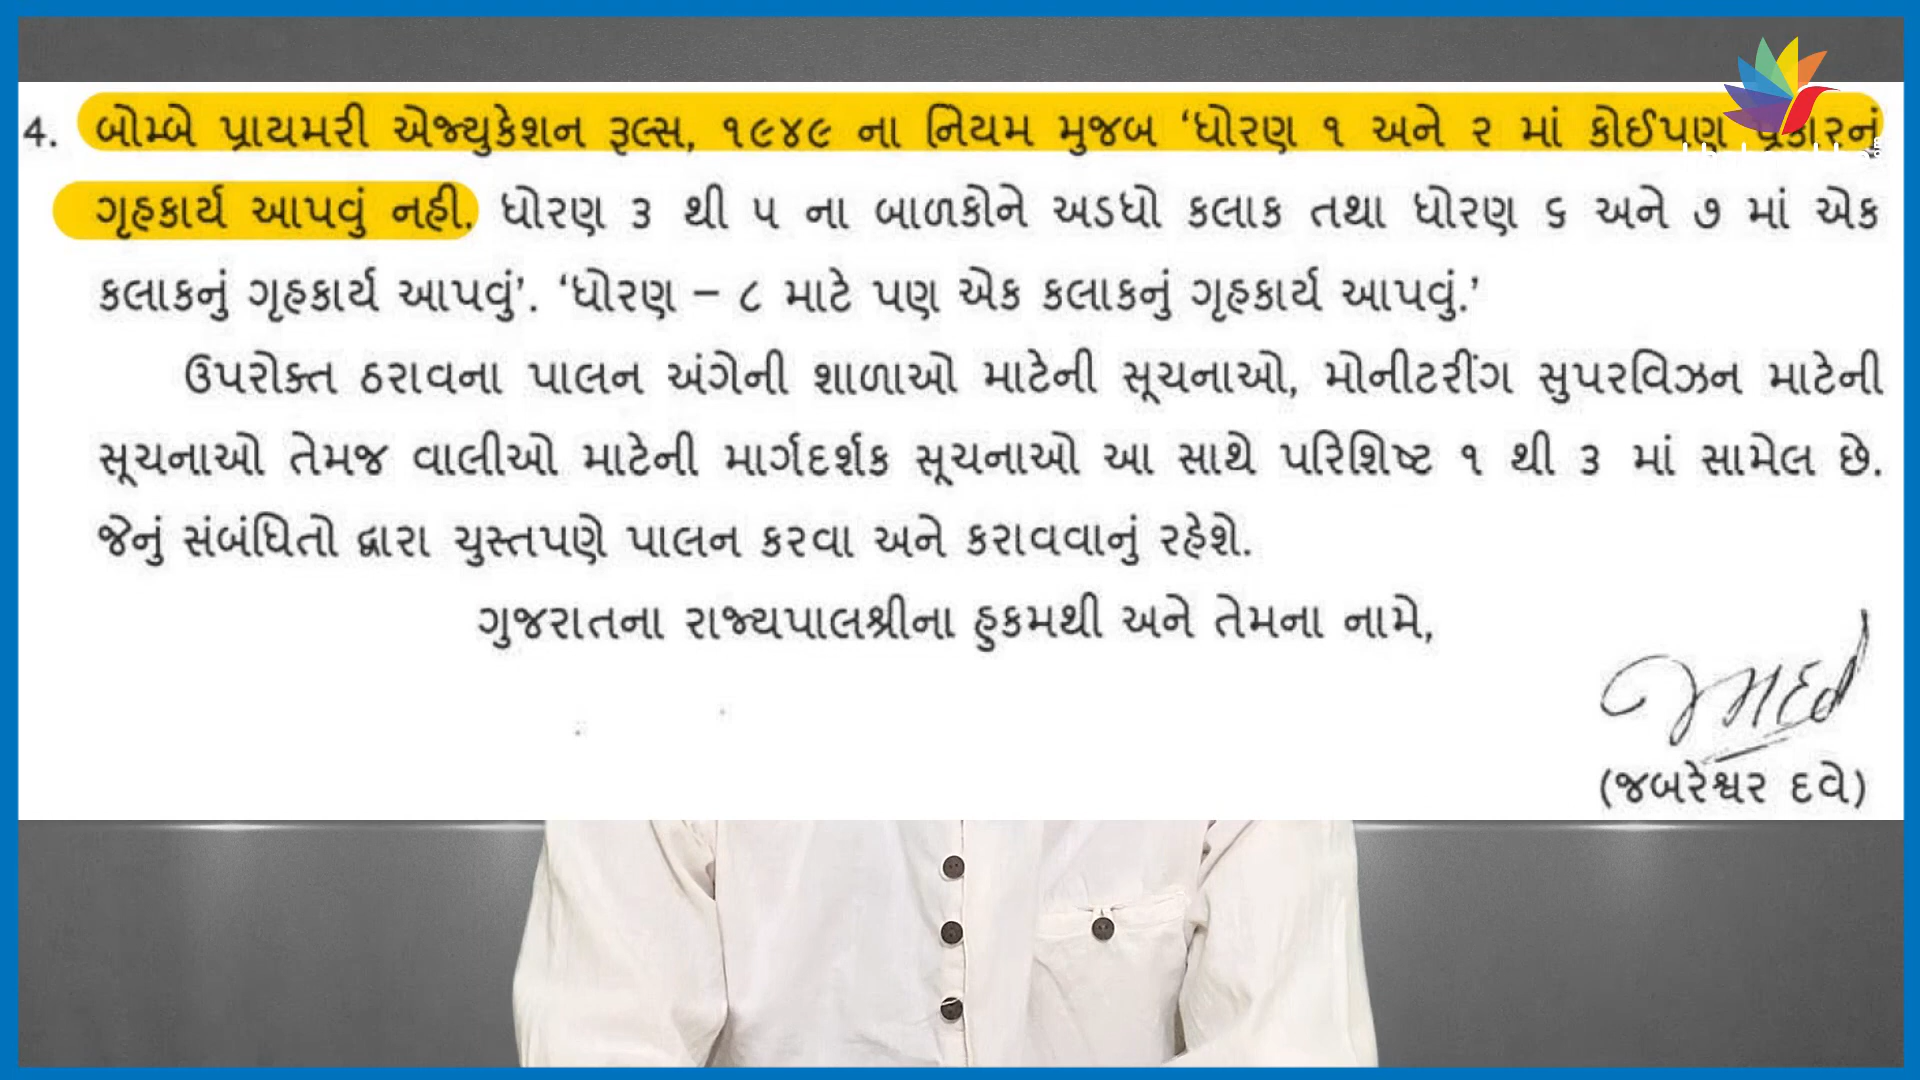 4. બોમ્બે પ્રાયમરી એજ્યુકેશન રૂલ્સ, ૧૯૪૯ ના નિયમ મુજબ ‘ધોરણ ૧ અને ૨ માં કોઈપણ પ્રકારનું
ગૃહકાર્ય આપવું નહી. ધોરણ ૩ થી ૫ ના બાળકોને અડધો કલાક તથા ધોરણ ૬ અને ૭ માં એક
કલાકનું ગૃહકાર્ય આપવું’. ‘ધોરણ – ૮ માટે પણ એક કલાકનું ગૃહકાર્ય આપવું.’
ઉપરોક્ત ઠરાવના પાલન અંગેની શાળાઓ માટેની સૂચનાઓ, મોનીટરીંગ સુપરવિઝન માટેની
સૂચનાઓ તેમજ વાલીઓ માટેની માર્ગદર્શક સૂચનાઓ આ સાથે પરિશિષ્ટ ૧ થી ૩ માં સામેલ છે.
જેનું સંબંધિતો દ્વારા ચુસ્તપણે પાલન કરવા અને કરાવવાનું રહેશે.
ગુજરાતના રાજ્યપાલશ્રીના હુકમથી અને તેમના નામે,
(જબરેશ્વર દવે)